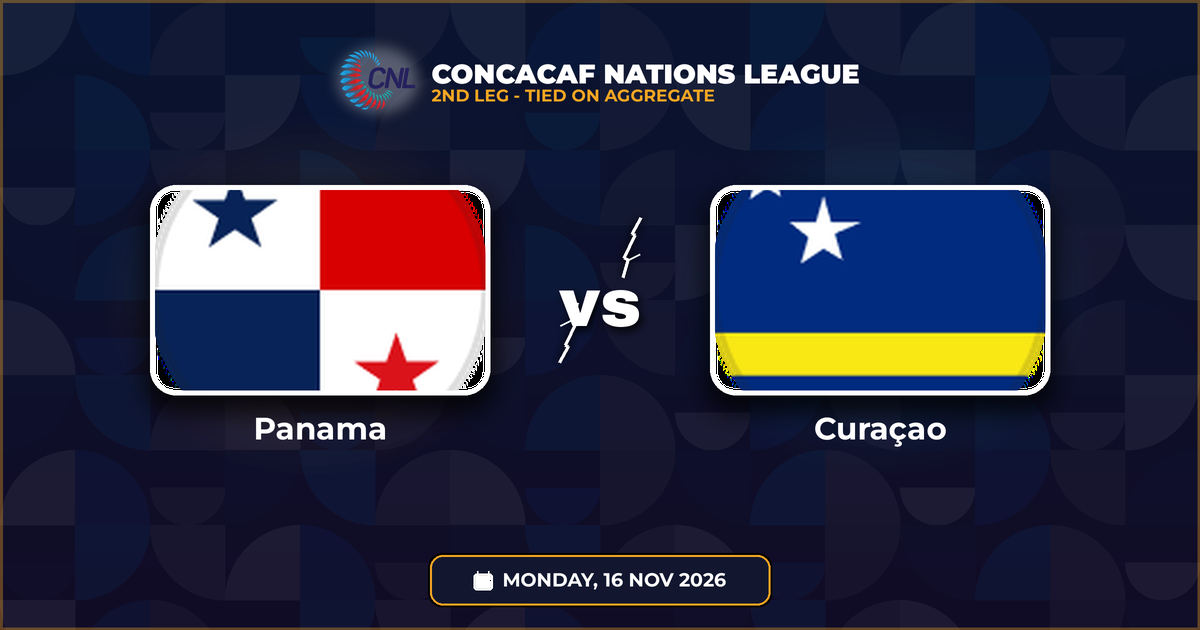 CNL
CONCACAF NATIONS LEAGUE
2ND LEG - TIED ON AGGREGATE
VS
Panama
Curaçao
MONDAY, 16 NOV 2026